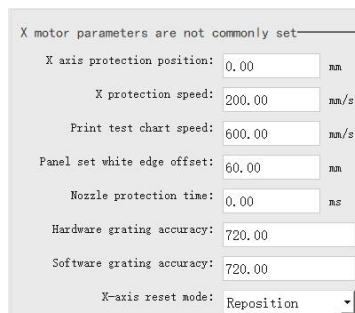 X motor parameters are not commonly set
X axis protection position: 0.00 mm
X protection speed: 200.00 mm/s
Print test chart speed: 600.00 mm/s
Panel set white edge offset: 60.00 mm
Nozzle protection time: 0.00 ms
Hardware grating accuracy: 720.00
Software grating accuracy: 720.00
X-axis reset mode: Reposition